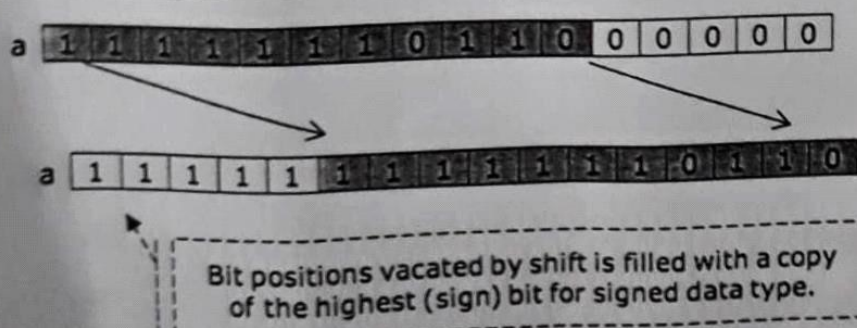 a 1 1 1 1 1 1 1 0 1 1 0 0 0 0 0 0
a 1 1 1 1 1 1 1 1 1 1 1 1 0 1 1 0
Bit positions vacated by shift is filled with a copy
of the highest (sign) bit for signed data type.